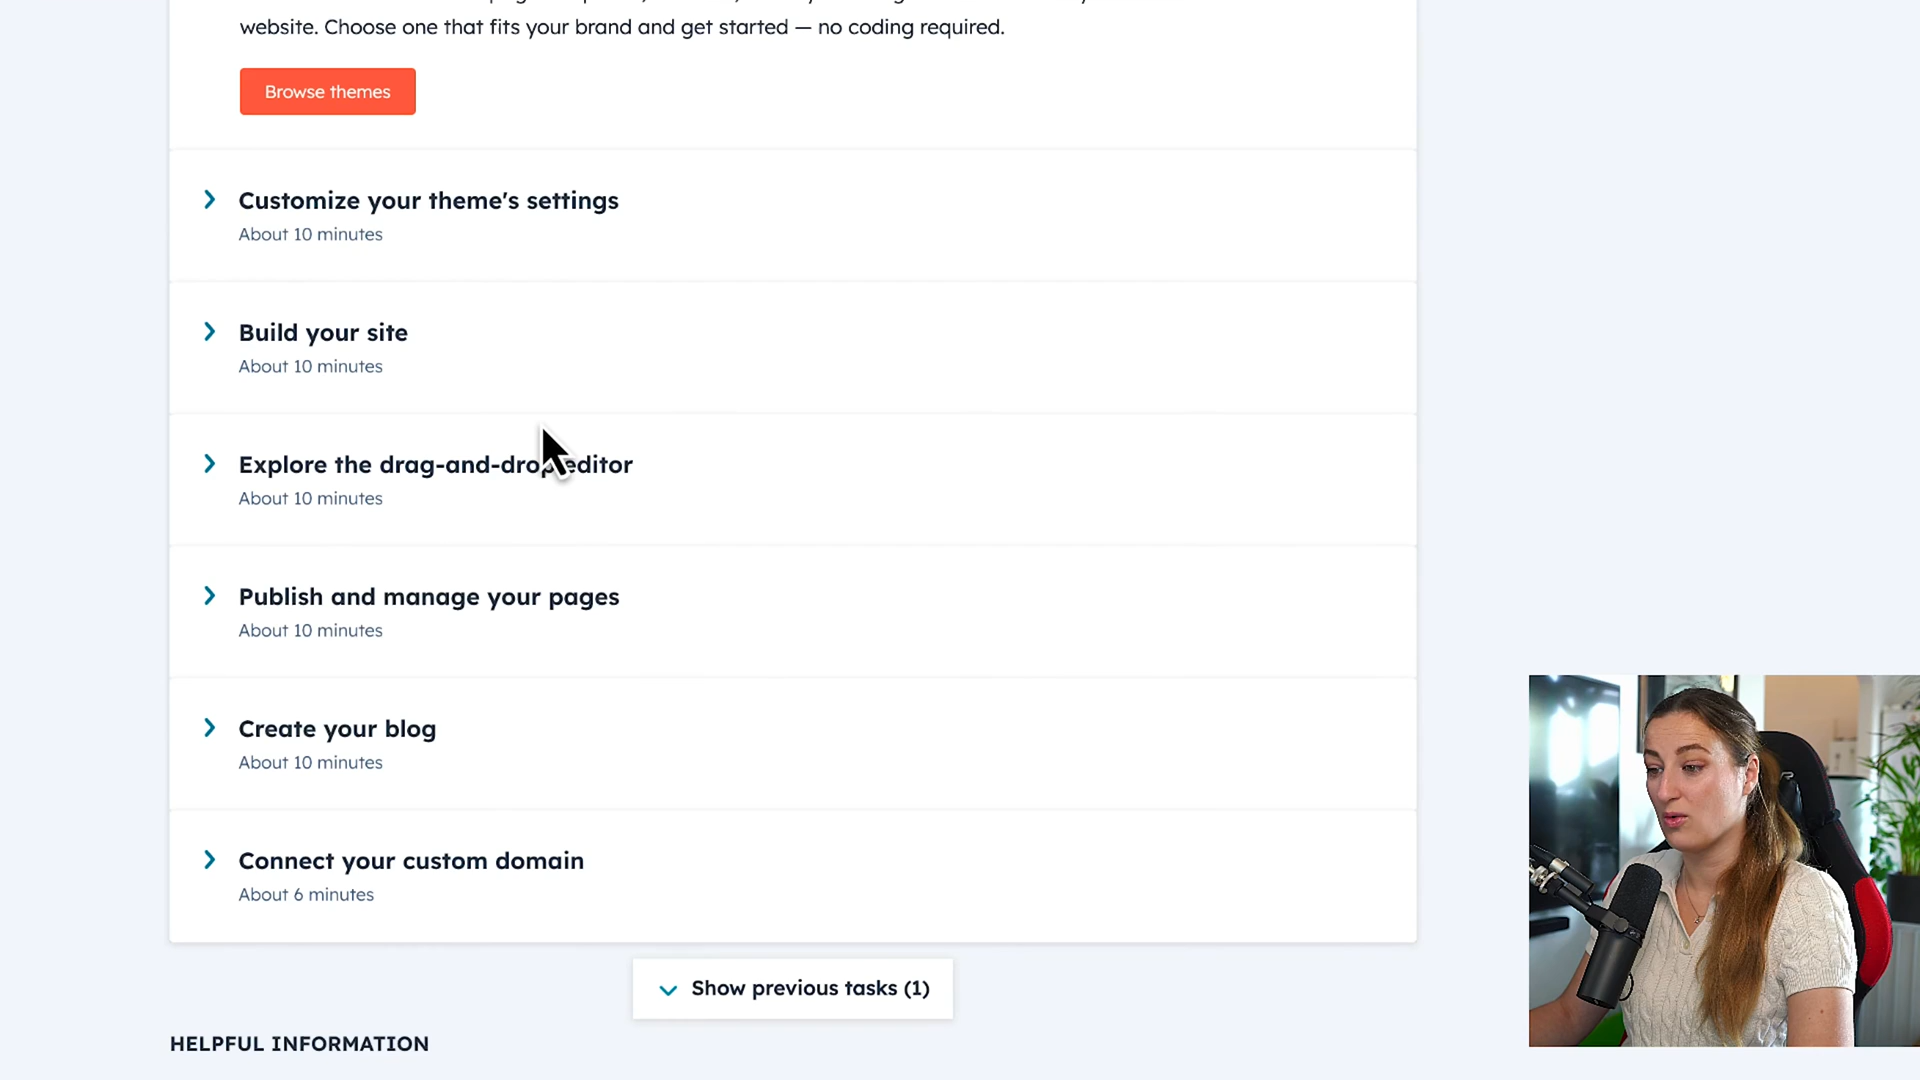 website. Choose one that fits your brand and get started — no coding required.
Browse themes
Customize your theme's settings
About 10 minutes
Build your site
About 10 minutes
Explore the drag-and-drop editor
About 10 minutes
Publish and manage your pages
About 10 minutes
Create your blog
About 10 minutes
Connect your custom domain
About 6 minutes
Show previous tasks (1)
HELPFUL INFORMATION